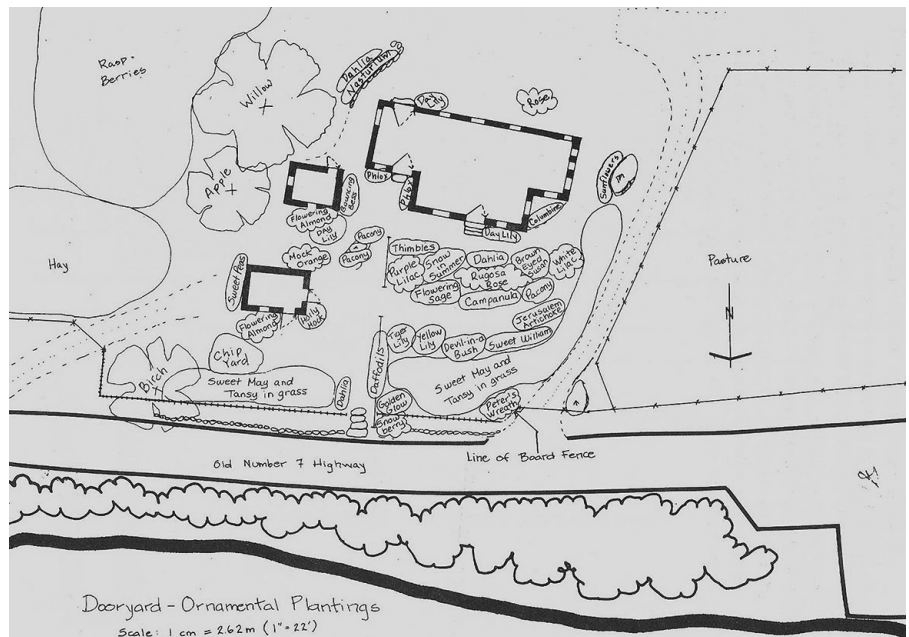 Rasp-
Berries
Willow
Dahlia
Nasturium
Day
Lily
Rose
Apple
Bouncing
Bess
Phlox
Phlox
Sunflowers
Columbine
Flowering
Almond
DAY
Lily
Day Lily
Hay
Mock
Orange
Paeony
Paeony
Thimbles
Purple
Lilac
Snow
in
Summer
Dahlia
Brown
Eyed
Susan
White
Lilac
Rugosa
Rose
Flowering
Sage
Campanula
Paeony
Pasture
N
Sweet Peas
Holly
Hock
Flowering
Almond
Jerusalem
Artichoke
Tiger
Lily
Yellow
Lily
Devil-in-a
Bush
Sweet William
Chip
Yard
Birch
Sweet May and
Tansy in grass
Dahlia
Daffodils
Sweet May and
Tansy in grass
Golden
Glow
Snow
berry
Peter's
Wreath
Line of Board Fence
Old Number 7 Highway
Dooryard - Ornamental Plantings
Scale: 1 cm = 2.62m (1"=22')